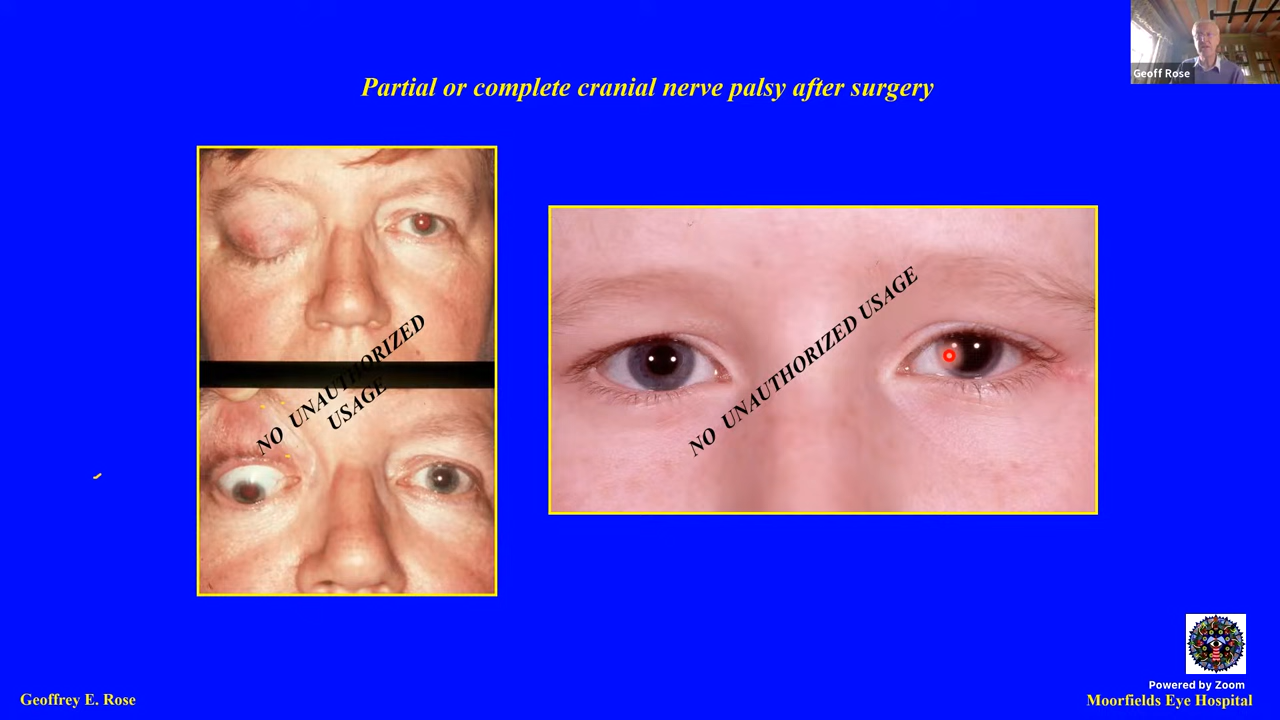 Geoff Rose
Partial or complete cranial nerve palsy after surgery
NO UNAUTHORIZED
USAGE
NO UNAUTHORIZED USAGE
Powered by Zoom
Geoffrey E. Rose
Moorfields Eye Hospital